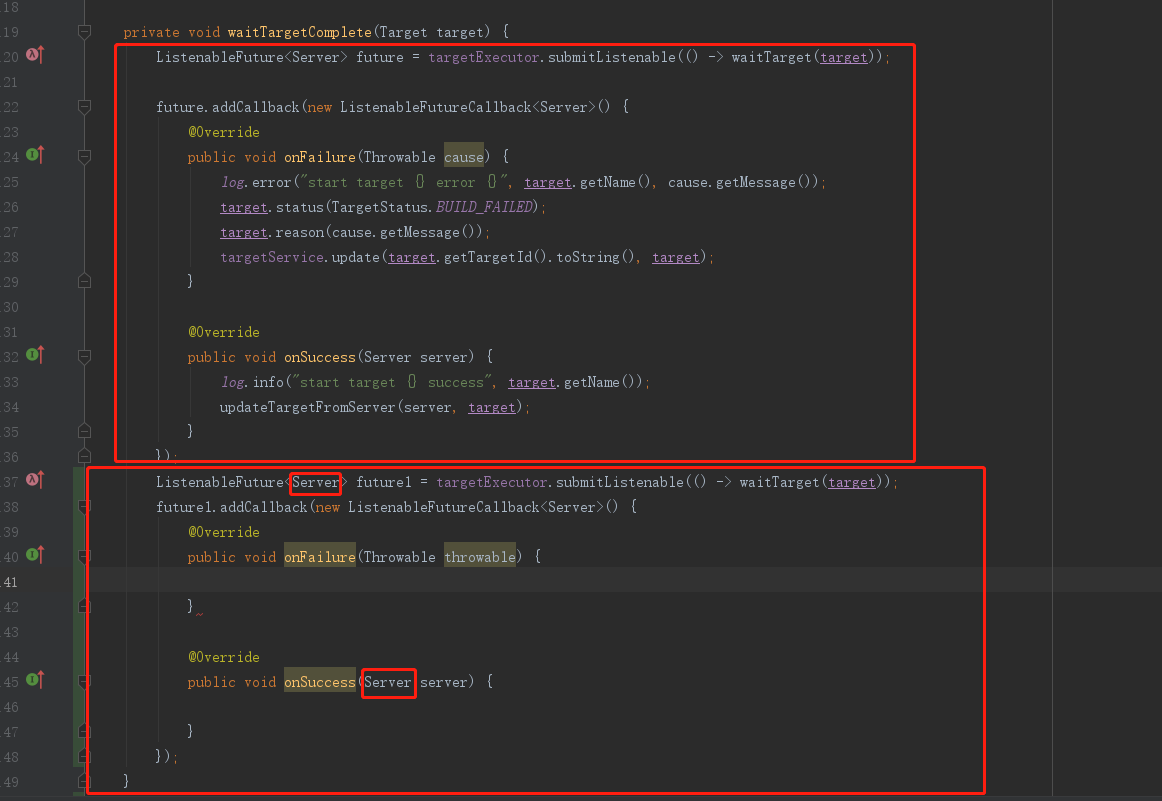 18
19 private void waitTargetComplete(Target target) {
20 ListenableFuture<Server> future = targetExecutor.submitListenable(() -> waitTarget(target));
21
22 future.addCallback(new ListenableFutureCallback<Server>() {
23 @Override
24 public void onFailure(Throwable cause) {
25 log.error("start target {} error {}", target.getName(), cause.getMessage());
26 target.status(TargetStatus.BUILD_FAILED);
27 target.reason(cause.getMessage());
28 targetService.update(target.getTargetId().toString(), target);
29 }
30
31 @Override
32 public void onSuccess(Server server) {
33 log.info("start target {} success", target.getName());
34 updateTargetFromServer(server, target);
35 }
36 });
37 ListenableFuture<Server> future1 = targetExecutor.submitListenable(() -> waitTarget(target));
38 future1.addCallback(new ListenableFutureCallback<Server>() {
39 @Override
40 public void onFailure(Throwable throwable) {
41
42 }
43
44 @Override
45 public void onSuccess(Server server) {
46
47 }
48 });
49 }